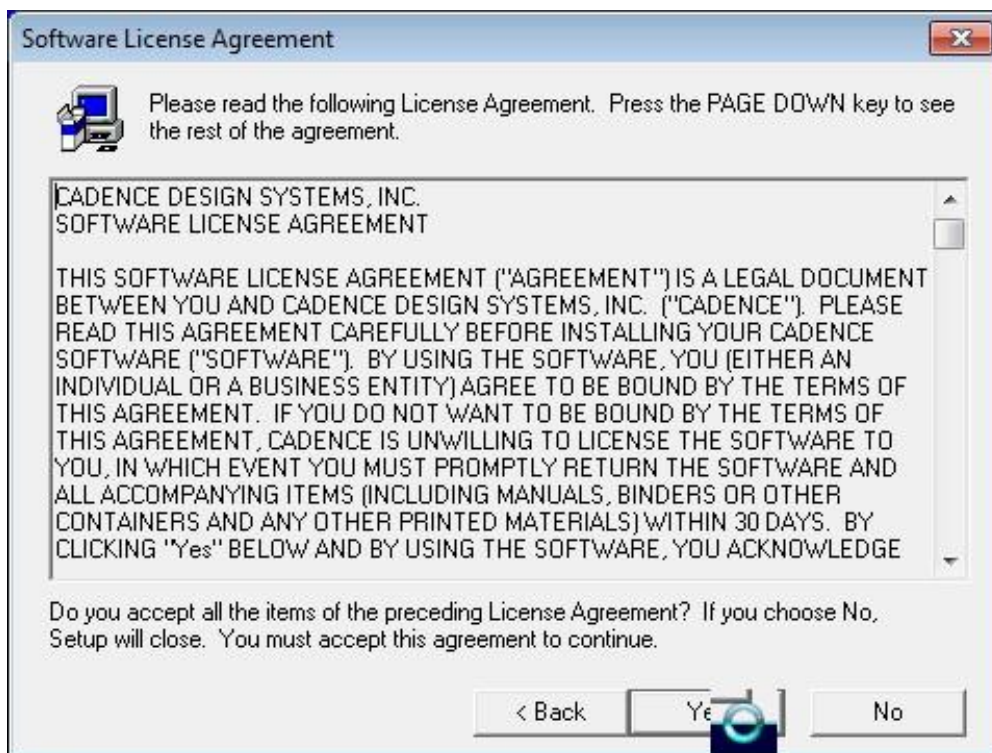 Software License Agreement
Please read the following License Agreement. Press the PAGE DOWN key to see
the rest of the agreement.
CADENCE DESIGN SYSTEMS, INC.
SOFTWARE LICENSE AGREEMENT
THIS SOFTWARE LICENSE AGREEMENT ("AGREEMENT") IS A LEGAL DOCUMENT
BETWEEN YOU AND CADENCE DESIGN SYSTEMS, INC. ("CADENCE"). PLEASE
READ THIS AGREEMENT CAREFULLY BEFORE INSTALLING YOUR CADENCE
SOFTWARE ("SOFTWARE"). BY USING THE SOFTWARE, YOU (EITHER AN
INDIVIDUAL OR A BUSINESS ENTITY) AGREE TO BE BOUND BY THE TERMS OF
THIS AGREEMENT. IF YOU DO NOT WANT TO BE BOUND BY THE TERMS OF
THIS AGREEMENT, CADENCE IS UNWILLING TO LICENSE THE SOFTWARE TO
YOU, IN WHICH EVENT YOU MUST PROMPTLY RETURN THE SOFTWARE AND
ALL ACCOMPANYING ITEMS (INCLUDING MANUALS, BINDERS OR OTHER
CONTAINERS AND ANY OTHER PRINTED MATERIALS) WITHIN 30 DAYS. BY
CLICKING "Yes" BELOW AND BY USING THE SOFTWARE, YOU ACKNOWLEDGE
Do you accept all the items of the preceding License Agreement? If you choose No,
Setup will close. You must accept this agreement to continue.
< Back
No